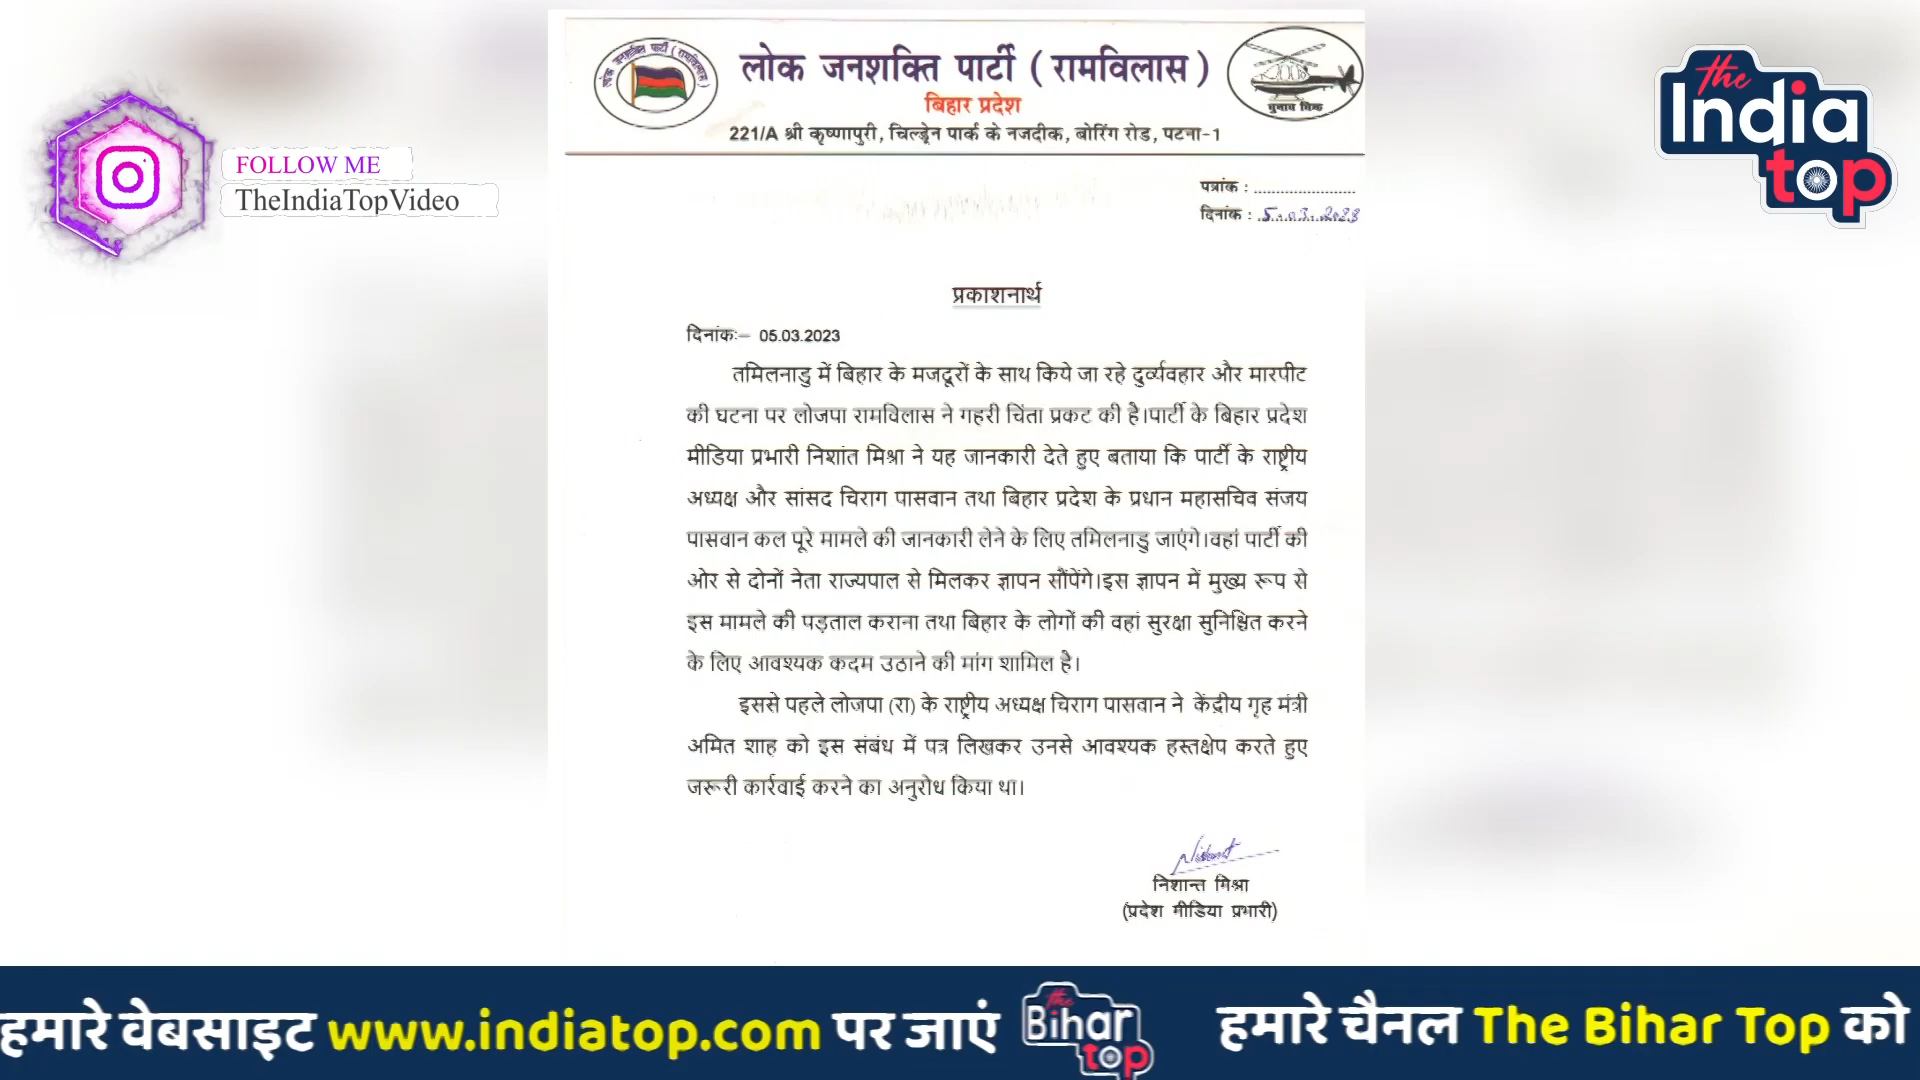 लोक जनशक्ति पार्टी (रामविलास)
लोक जनशक्ति पार्टी (रामविलास)
चुनाव चिन्ह
बिहार प्रदेश
221/A श्री कृष्णापुरी, चिल्ड्रेन पार्क के नजदीक, बोरिंग रोड, पटना-1
the
India
top
FOLLOW ME
TheIndiaTopVideo
पत्रांक : ........................
दिनांक : 5.03.2023
प्रकाशनार्थ
दिनांकः– 05.03.2023
तमिलनाडु में बिहार के मजदूरों के साथ किये जा रहे दुर्व्यवहार और मारपीट
की घटना पर लोजपा रामविलास ने गहरी चिंता प्रकट की है।पार्टी के बिहार प्रदेश
मीडिया प्रभारी निशांत मिश्रा ने यह जानकारी देते हुए बताया कि पार्टी के राष्ट्रीय
अध्यक्ष और सांसद चिराग पासवान तथा बिहार प्रदेश के प्रधान महासचिव संजय
पासवान कल पूरे मामले की जानकारी लेने के लिए तमिलनाडु जाएंगे।वहां पार्टी की
ओर से दोनों नेता राज्यपाल से मिलकर ज्ञापन सौंपेंगे।इस ज्ञापन में मुख्य रूप से
इस मामले की पड़ताल कराना तथा बिहार के लोगों की वहां सुरक्षा सुनिश्चित करने
के लिए आवश्यक कदम उठाने की मांग शामिल है।
इससे पहले लोजपा (रा) के राष्ट्रीय अध्यक्ष चिराग पासवान ने केंद्रीय गृह मंत्री
अमित शाह को इस संबंध में पत्र लिखकर उनसे आवश्यक हस्तक्षेप करते हुए
जरूरी कार्रवाई करने का अनुरोध किया था।
Nishant
निशान्त मिश्रा
(प्रदेश मीडिया प्रभारी)
हमारे वेबसाइट www.indiatop.com पर जाएं the Bihar top हमारे चैनल The Bihar Top को